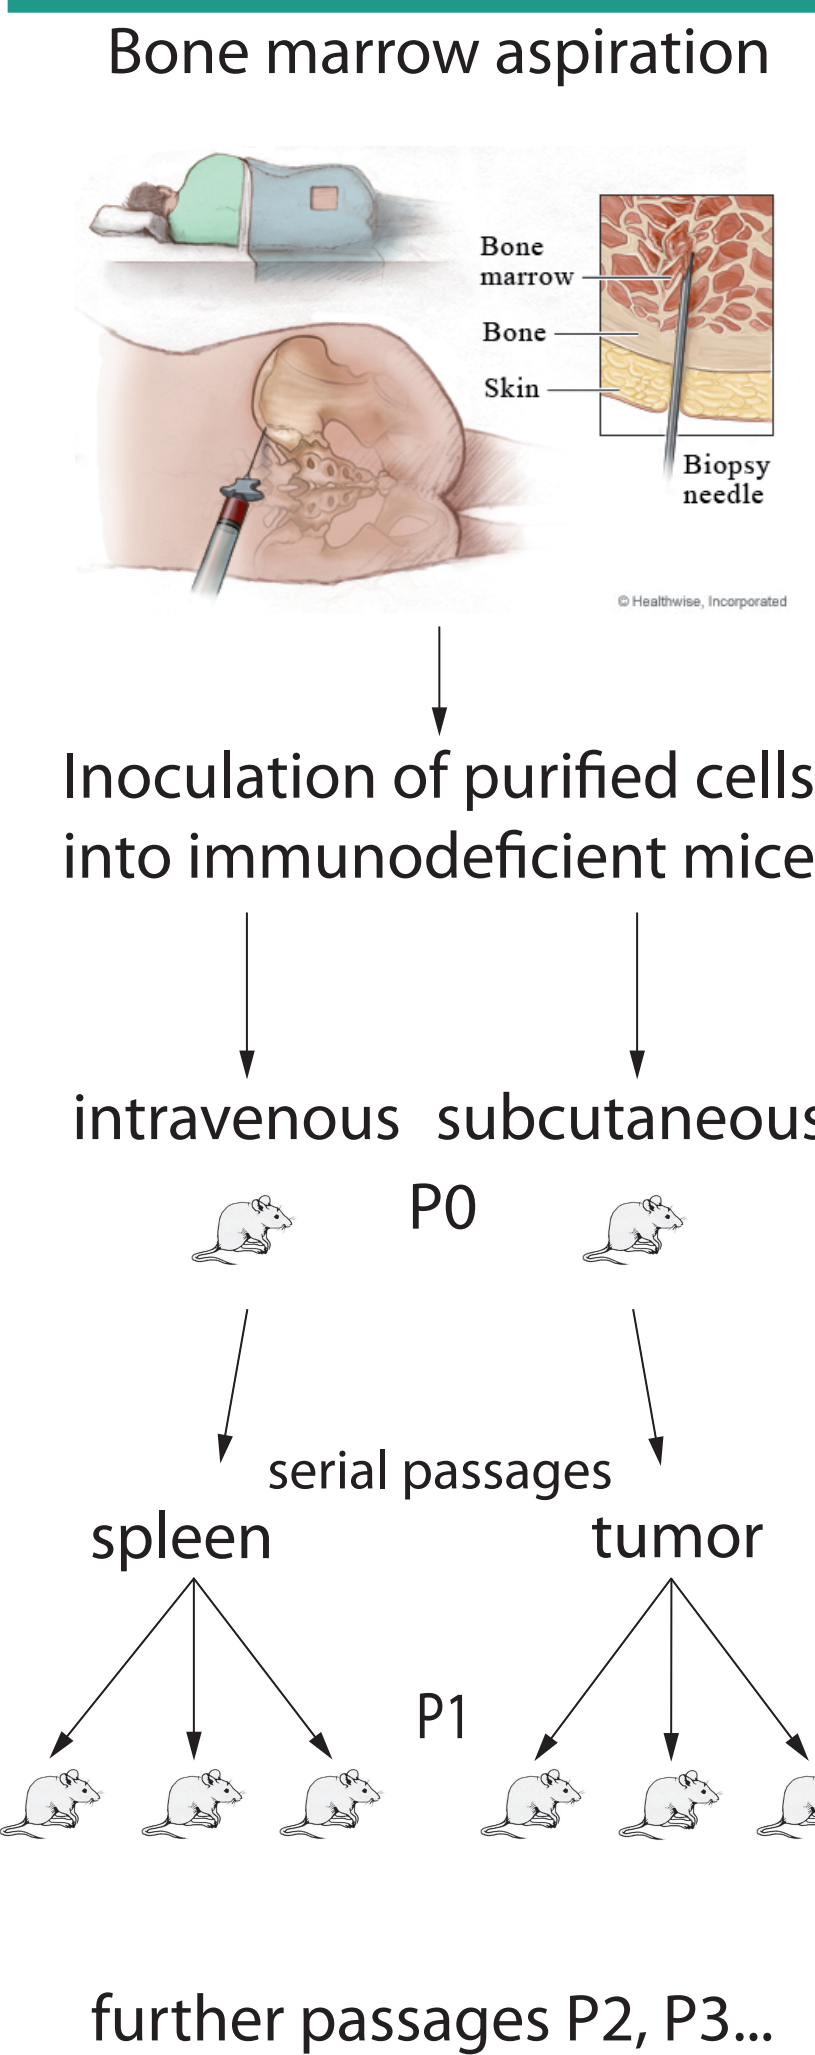 Bone marrow aspiration
Bone
marrow
Bone
Skin
Biopsy
needle
© Healthwise, Incorporated
Inoculation of purified cells
into immunodeficient mice
intravenous subcutaneous
P0
serial passages
spleen tumor
P1
further passages P2, P3...